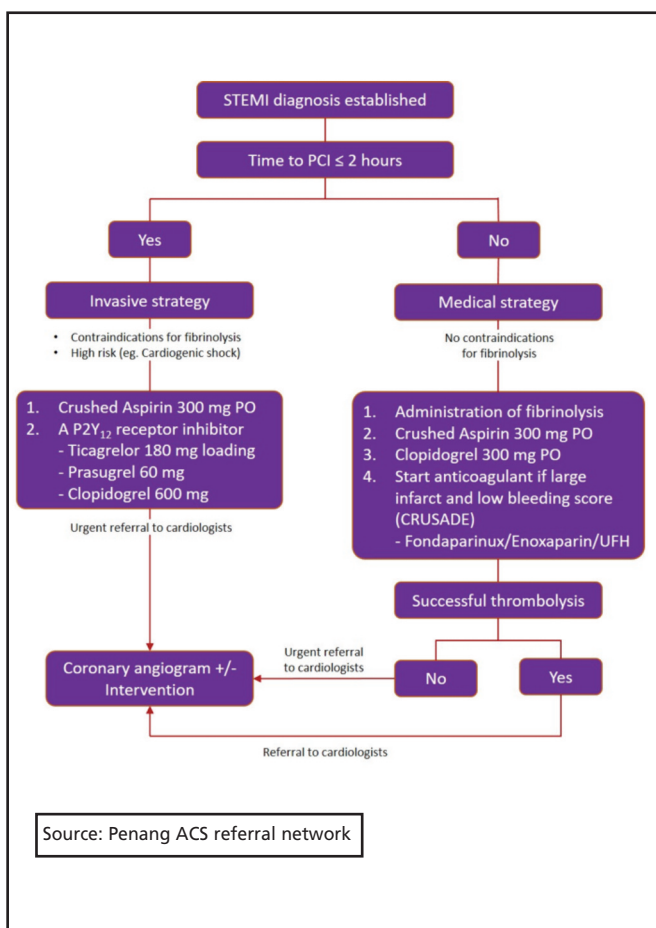 STEMI diagnosis established
Time to PCI ≤ 2 hours
Yes
No
Invasive strategy
Medical strategy
• Contraindications for fibrinolysis
• High risk (eg. Cardiogenic shock)
No contraindications
for fibrinolysis
1. Crushed Aspirin 300 mg PO
2. A P2Y₁₂ receptor inhibitor
- Ticagrelor 180 mg loading
- Prasugrel 60 mg
- Clopidogrel 600 mg
1. Administration of fibrinolysis
2. Crushed Aspirin 300 mg PO
3. Clopidogrel 300 mg PO
4. Start anticoagulant if large
infarct and low bleeding score
(CRUSADE)
- Fondaparinux/Enoxaparin/UFH
Urgent referral to cardiologists
Successful thrombolysis
Urgent referral
to cardiologists
No
Yes
Coronary angiogram +/-
Intervention
Referral to cardiologists
Source: Penang ACS referral network